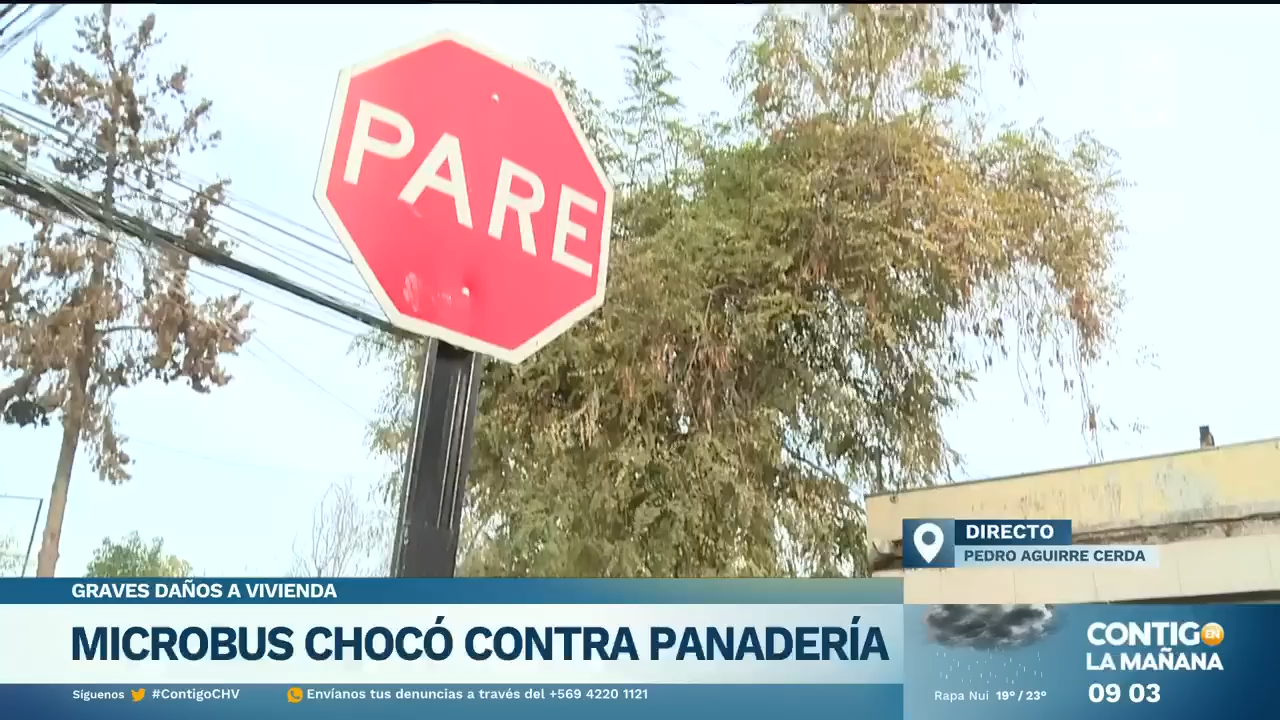 PARE
DIRECTO
PEDRO AGUIRRE CERDA
GRAVES DAÑOS A VIVIENDA
MICROBUS CHOCÓ CONTRA PANADERÍA
CONTIGO EN
LA MAÑANA
Síguenos #ContigoCHV Envíanos tus denuncias a través del +569 4220 1121
Rapa Nui 19° / 23°
09 03